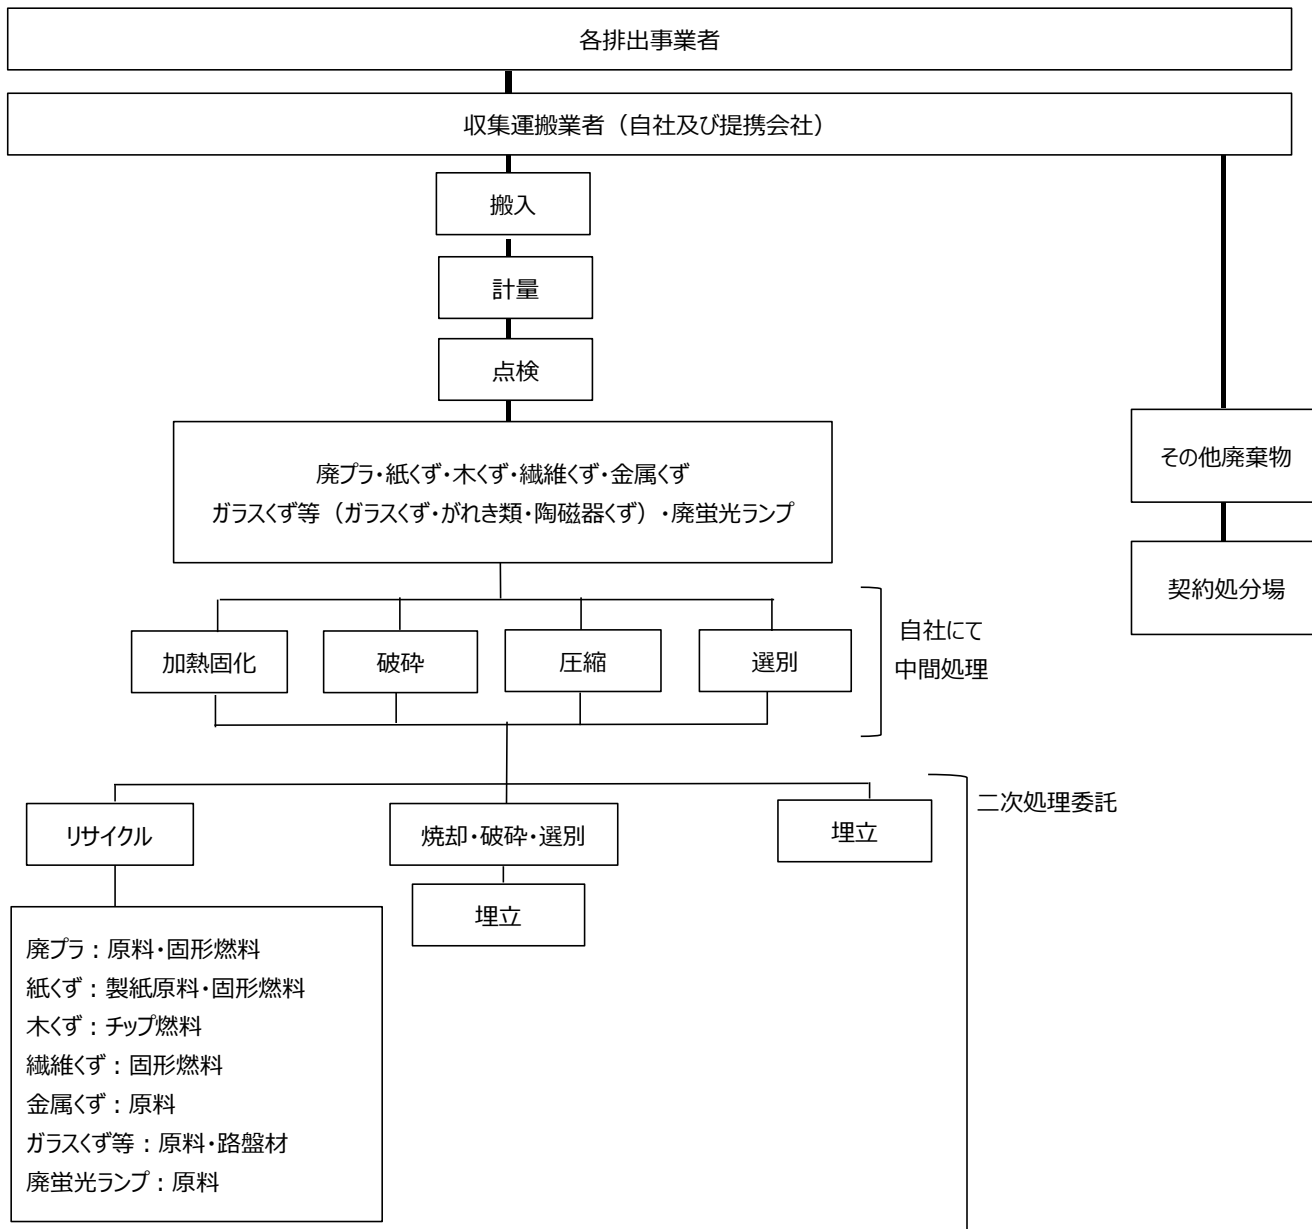 各排出事業者
収集運搬業者（自社及び提携会社）
搬入
計量
点検
廃プラ・紙くず・木くず・繊維くず・金属くず
ガラスくず等（ガラスくず・がれき類・陶磁器くず）・廃蛍光ランプ
その他廃棄物
契約処分場
加熱固化
破砕
圧縮
選別
自社にて
中間処理
二次処理委託
リサイクル
焼却・破砕・選別
埋立
埋立
廃プラ：原料・固形燃料
紙くず：製紙原料・固形燃料
木くず：チップ燃料
繊維くず：固形燃料
金属くず：原料
ガラスくず等：原料・路盤材
廃蛍光ランプ：原料